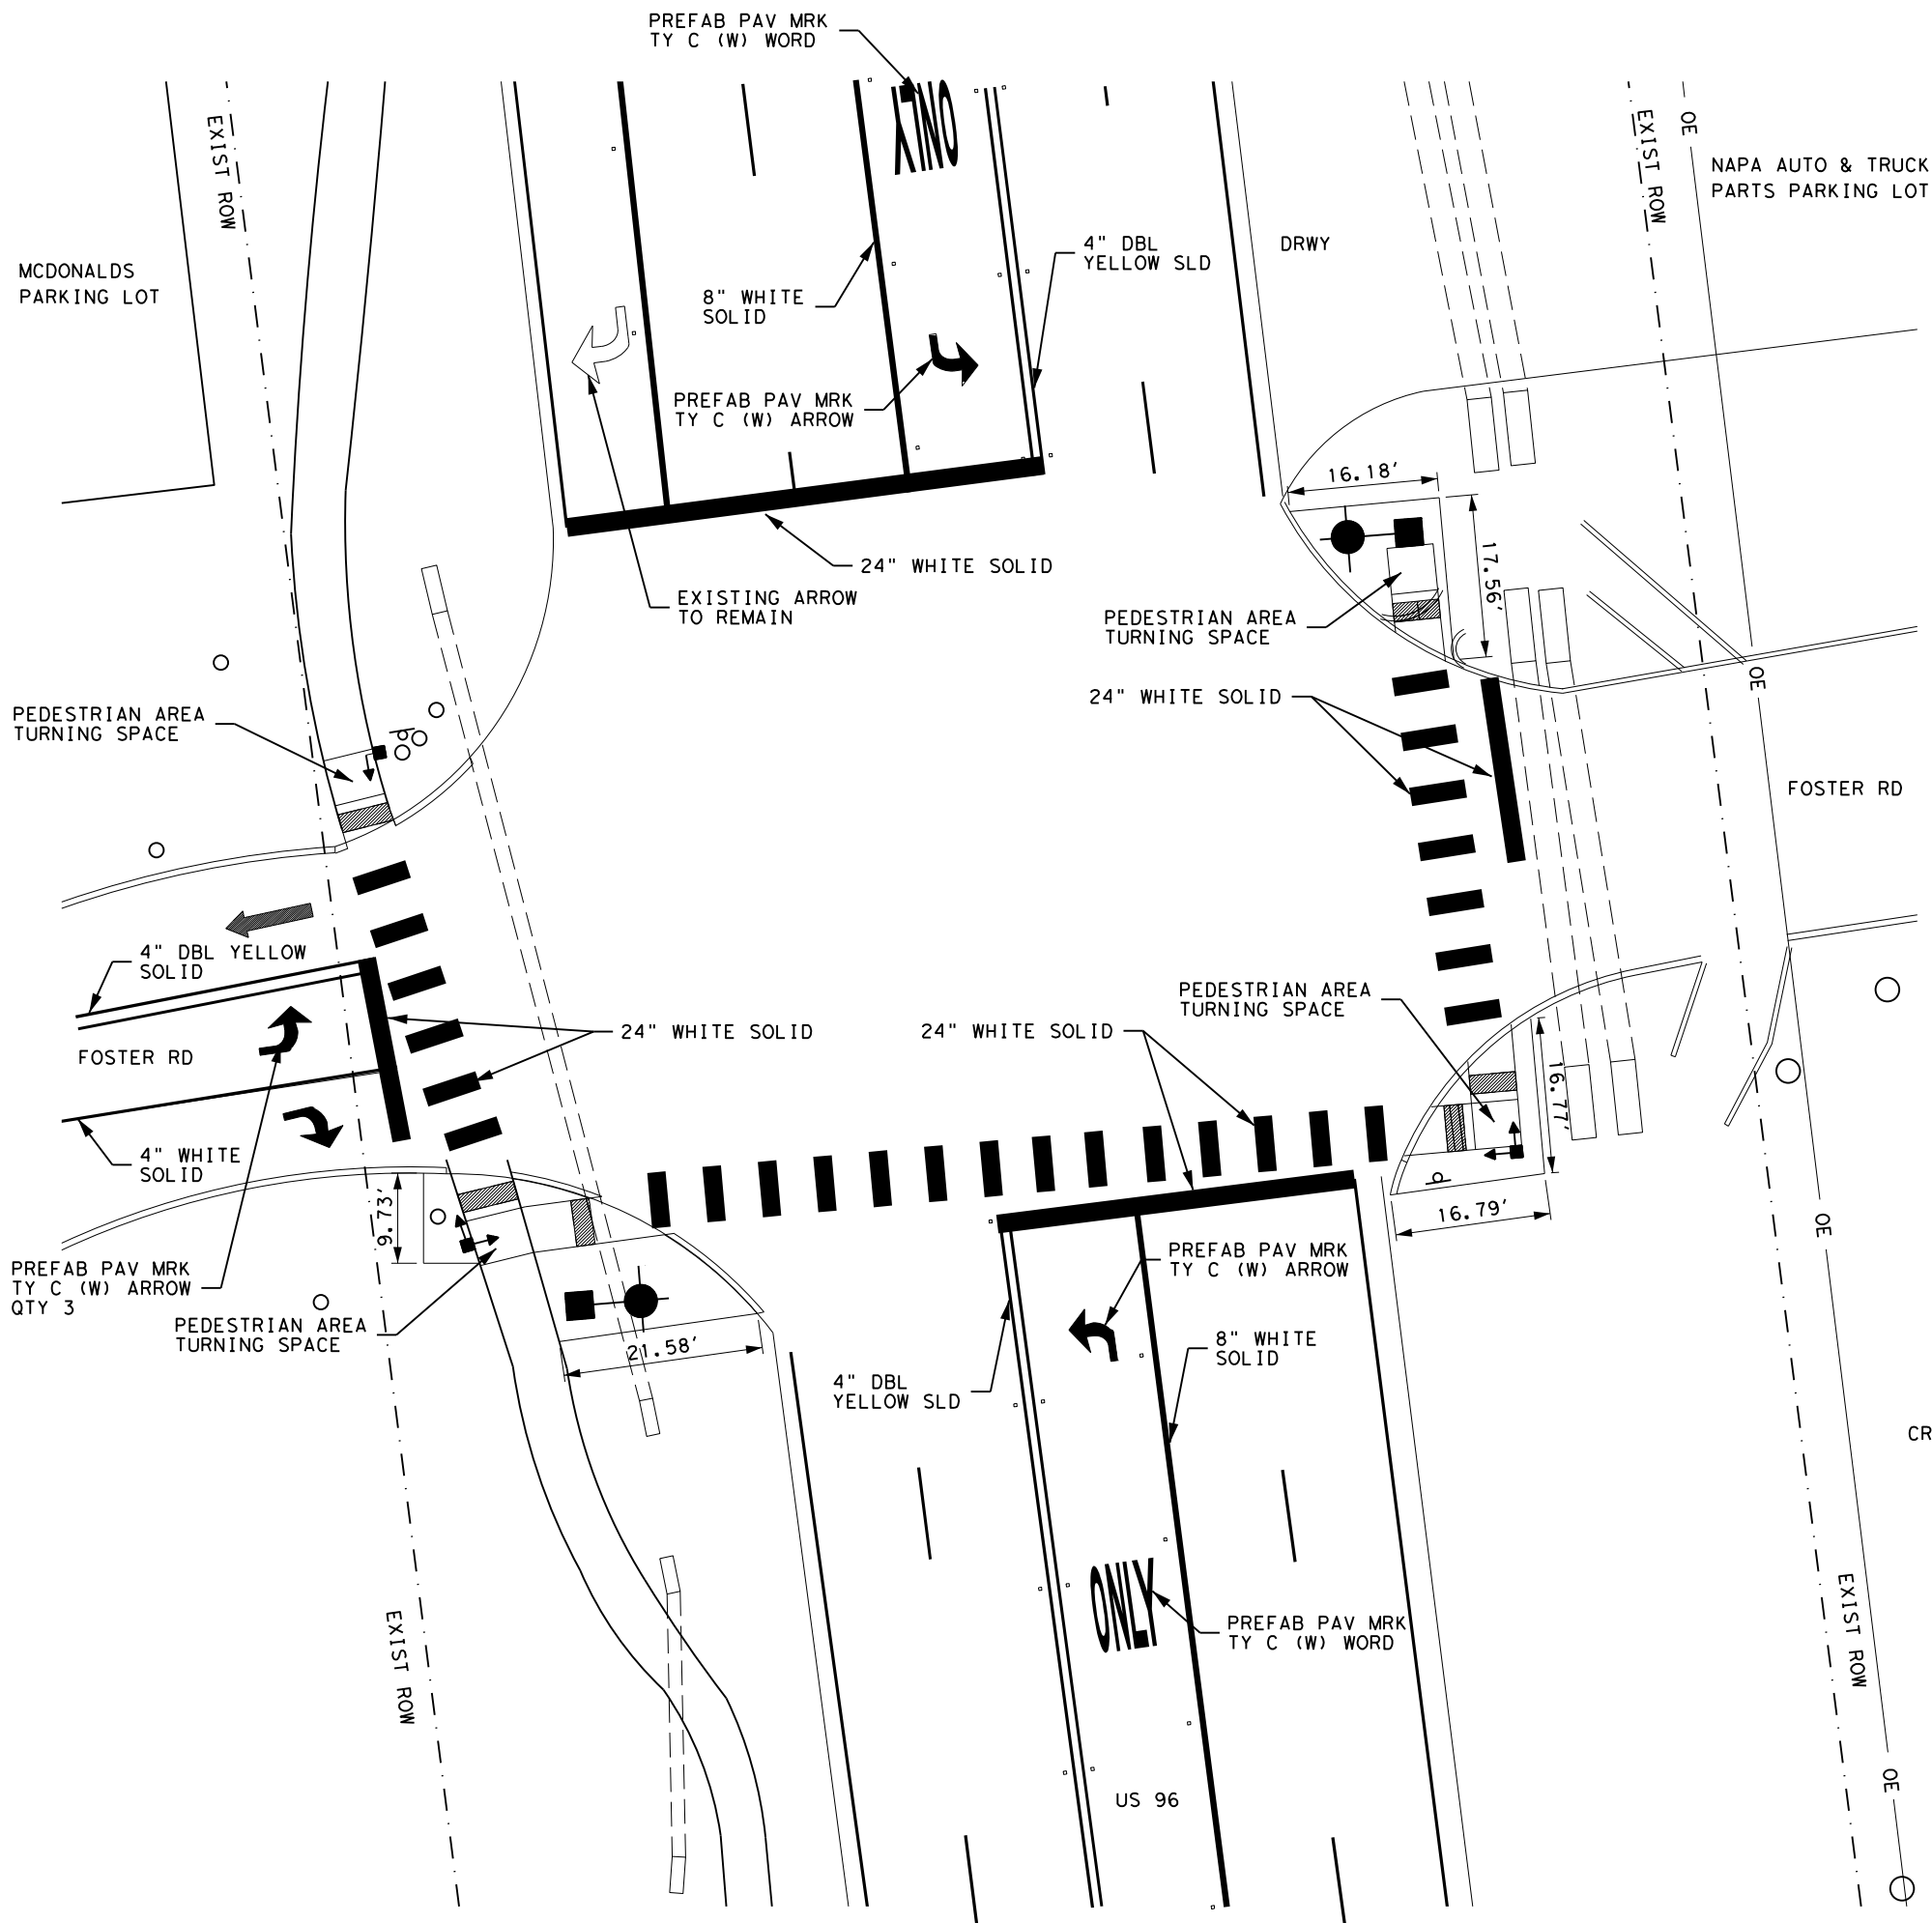 PREFAB PAV MRK
TY C (W) WORD
ONLY
EXIST ROW
EXIST ROW
OE
NAPA AUTO & TRUCK
PARTS PARKING LOT
MCDONALDS
PARKING LOT
4" DBL
YELLOW SLD
DRWY
8" WHITE
SOLID
PREFAB PAV MRK
TY C (W) ARROW
16.18'
17.56'
24" WHITE SOLID
EXISTING ARROW
TO REMAIN
PEDESTRIAN AREA
TURNING SPACE
24" WHITE SOLID
OE
PEDESTRIAN AREA
TURNING SPACE
FOSTER RD
4" DBL YELLOW
SOLID
PEDESTRIAN AREA
TURNING SPACE
24" WHITE SOLID
24" WHITE SOLID
FOSTER RD
16.77'
4" WHITE
SOLID
9.73'
16.79'
OE
PREFAB PAV MRK
TY C (W) ARROW
QTY 3
PREFAB PAV MRK
TY C (W) ARROW
PEDESTRIAN AREA
TURNING SPACE
21.58'
8" WHITE
SOLID
4" DBL
YELLOW SLD
CR
ONLY
EXIST ROW
EXIST ROW
PREFAB PAV MRK
TY C (W) WORD
US 96
OE